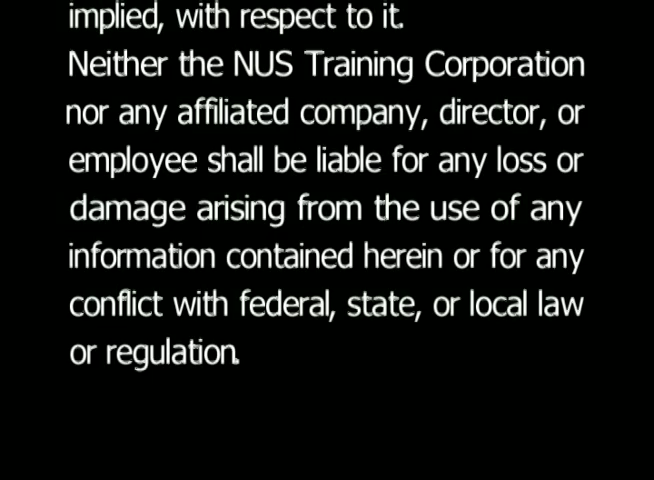 implied, with respect to it.
Neither the NUS Training Corporation
nor any affiliated company, director, or
employee shall be liable for any loss or
damage arising from the use of any
information contained herein or for any
conflict with federal, state, or local law
or regulation.